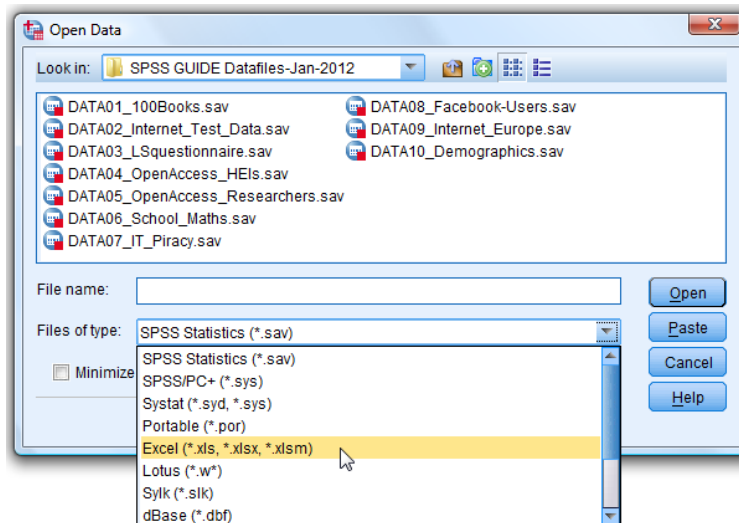 Open Data
Look in: SPSS GUIDE Datafiles-Jan-2012
DATA01_100Books.sav
DATA02_Internet_Test_Data.sav
DATA03_LSquestionnaire.sav
DATA04_OpenAccess_HEIs.sav
DATA05_OpenAccess_Researchers.sav
DATA06_School_Maths.sav
DATA07_IT_Piracy.sav
DATA08_Facebook-Users.sav
DATA09_Internet_Europe.sav
DATA10_Demographics.sav
File name:
Open
Files of type: SPSS Statistics (*.sav)
Paste
Minimize
Cancel
Help
SPSS Statistics (*.sav)
SPSS/PC+ (*.sys)
Systat (*.syd, *.sys)
Portable (*.por)
Excel (*.xls, *.xlsx, *.xlsm)
Lotus (*.w*)
Sylk (*.slk)
dBase (*.dbf)